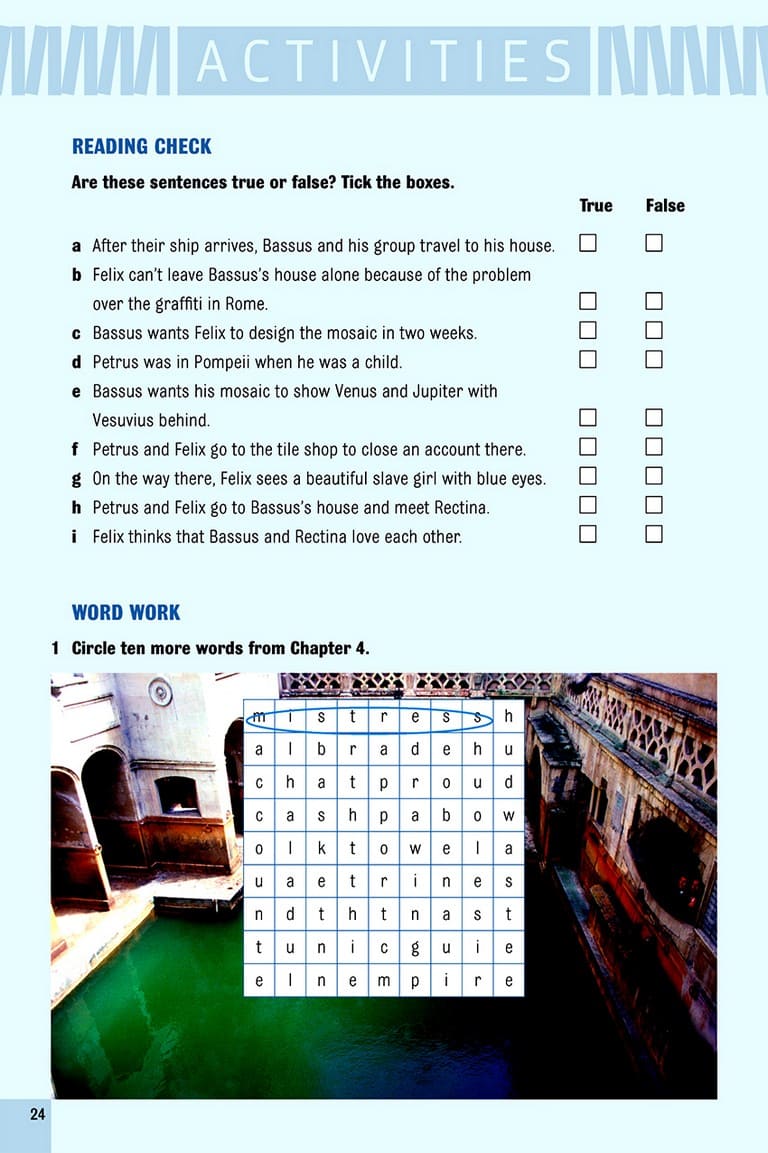 ACTIVITIES
READING CHECK
Are these sentences true or false? Tick the boxes.
True False
a After their ship arrives, Bassus and his group travel to his house.
b Felix can't leave Bassus's house alone because of the problem
over the graffiti in Rome.
c Bassus wants Felix to design the mosaic in two weeks.
d Petrus was in Pompeii when he was a child.
e Bassus wants his mosaic to show Venus and Jupiter with
Vesuvius behind.
f Petrus and Felix go to the tile shop to close an account there.
g On the way there, Felix sees a beautiful slave girl with blue eyes.
h Petrus and Felix go to Bassus's house and meet Rectina.
i Felix thinks that Bassus and Rectina love each other.
WORD WORK
1 Circle ten more words from Chapter 4.
m i s t r e s s h
a l b r a d e h u
c h a t p r o u d
c a s h p a b o w
o l k t o w e l a
u a e t r i n e s
n d t h t n a s t
t u n i c g u i e
e l n e m p i r e
24